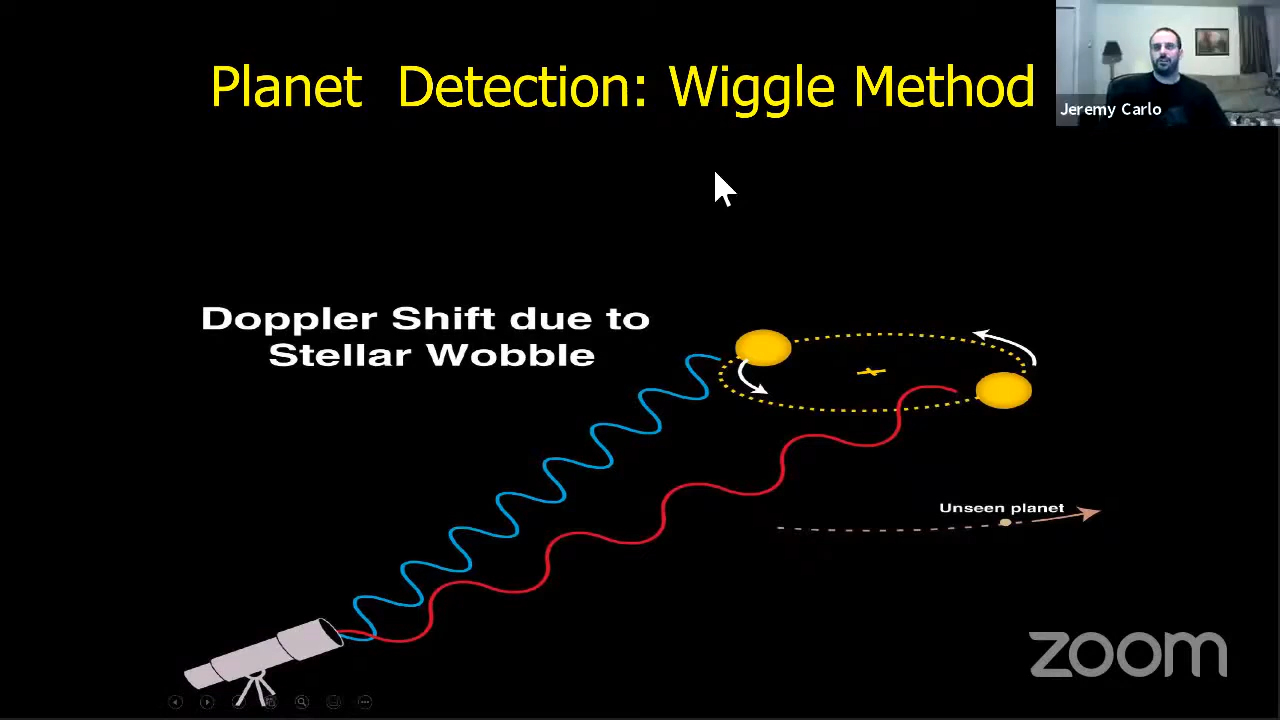 Planet Detection: Wiggle Method
Jeremy Carlo
Doppler Shift due to
Stellar Wobble
Unseen planet
zoom